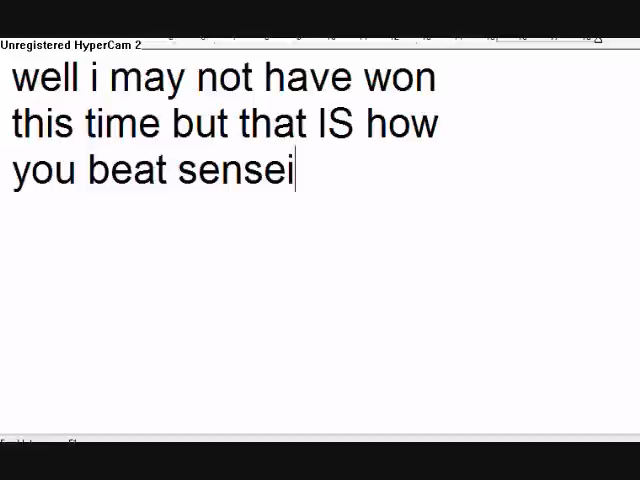 Unregistered HyperCam 2
well i may not have won
this time but that IS how
you beat sensei